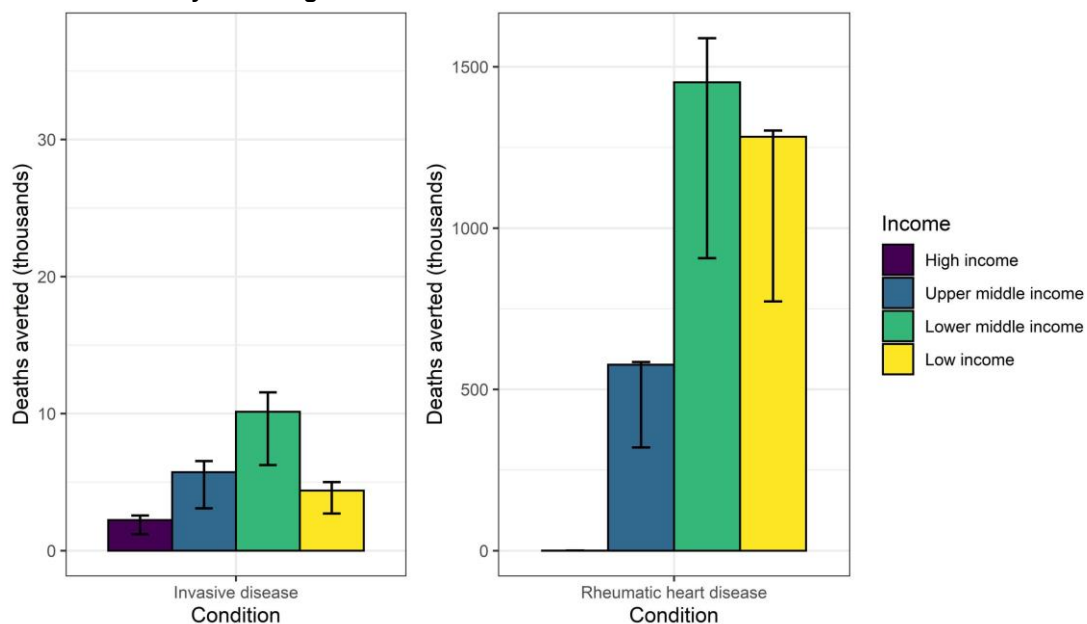 Deaths averted (thousands)
30
20
10
0
Invasive disease
Condition
Deaths averted (thousands)
1500
1000
500
0
Rheumatic heart disease
Condition
Income
High income
Upper middle income
Lower middle income
Low income